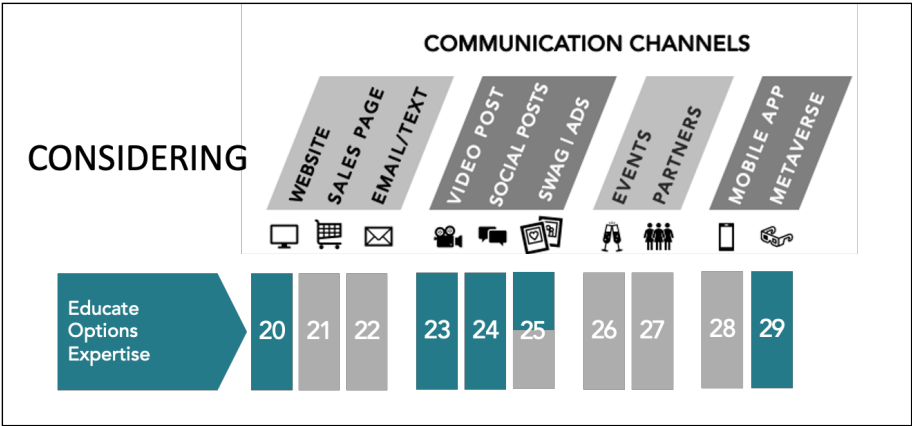 COMMUNICATION CHANNELS
WEBSITE
SALES PAGE
EMAIL/TEXT
VIDEO POST
SOCIAL POSTS
SWAG | ADS
EVENTS
PARTNERS
MOBILE APP
METAVERSE
CONSIDERING
Educate
Options
Expertise
20 21 22 23 24 25 26 27 28 29